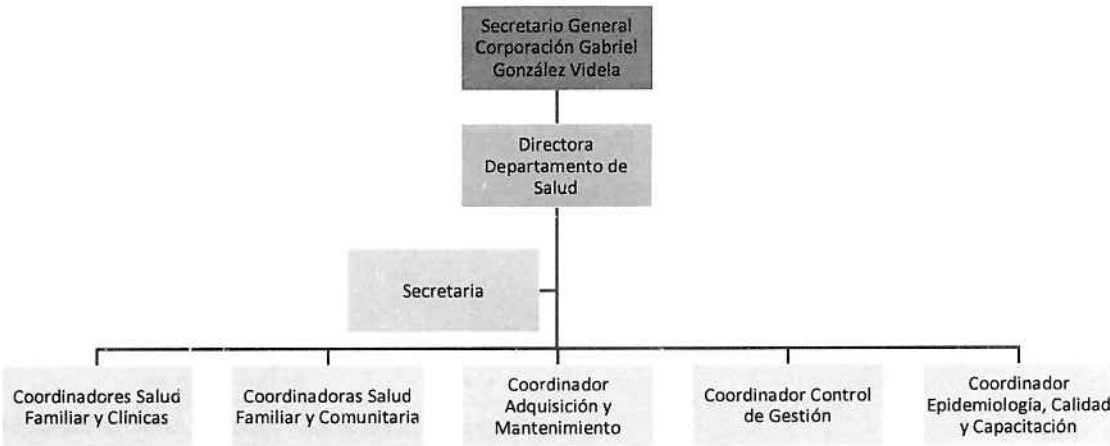 Secretario General
Corporación Gabriel
González Videla
Directora
Departamento de
Salud
Secretaria
Coordinadores Salud
Familiar y Clínicas
Coordinadoras Salud
Familiar y Comunitaria
Coordinador
Adquisición y
Mantenimiento
Coordinador Control
de Gestión
Coordinador
Epidemiología, Calidad
y Capacitación